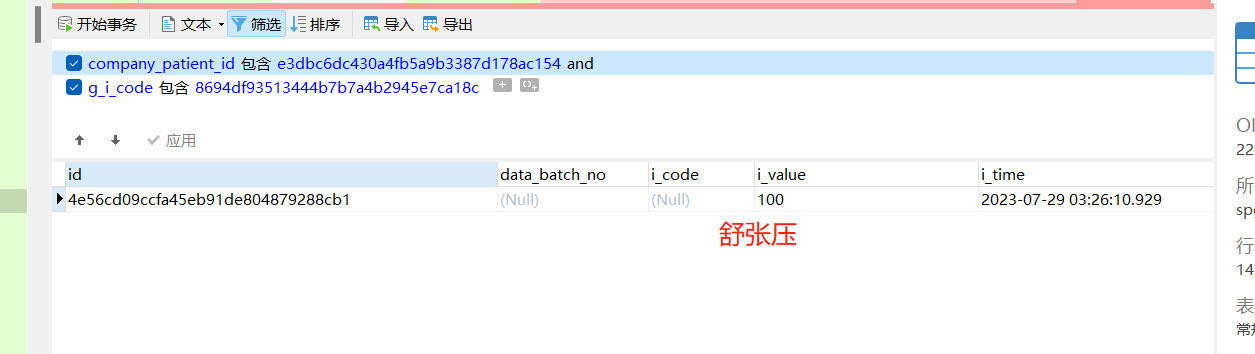 开始事务 文本 筛选 排序 导入 导出
company_patient_id 包含 e3dbc6dc430a4fb5a9b3387d178ac154 and
g_i_code 包含 8694df93513444b7b7a4b2945e7ca18c
应用
id data_batch_no i_code i_value i_time
4e56cd09ccfa45eb91de804879288cb1 (Null) (Null) 100 2023-07-29 03:26:10.929
舒张压
OI
22
所
spg
行
14
表
常规